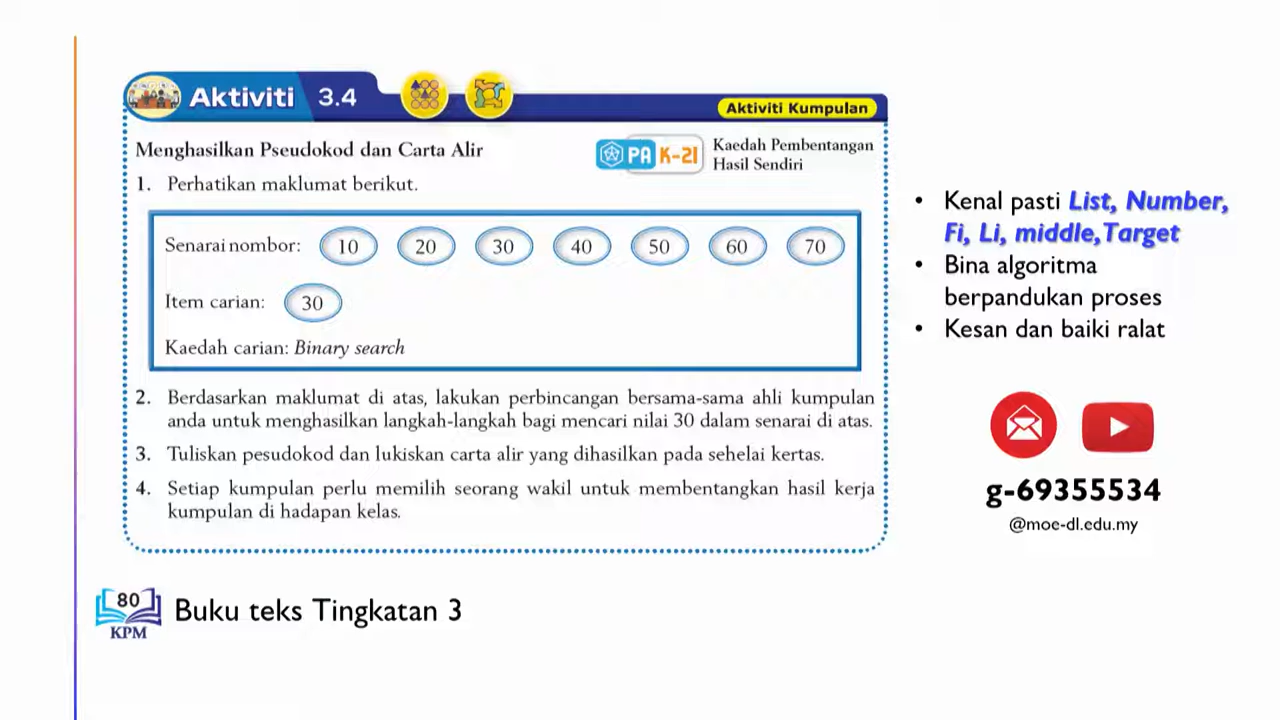 Aktiviti 3.4
Aktiviti Kumpulan
Menghasilkan Pseudokod dan Carta Alir
PA K-21
Kaedah Pembentangan
Hasil Sendiri
1. Perhatikan maklumat berikut.
Senarai nombor: 10 20 30 40 50 60 70
Item carian: 30
Kaedah carian: Binary search
2. Berdasarkan maklumat di atas, lakukan perbincangan bersama-sama ahli kumpulan
anda untuk menghasilkan langkah-langkah bagi mencari nilai 30 dalam senarai di atas.
3. Tuliskan pesudokod dan lukiskan carta alir yang dihasilkan pada sehelai kertas.
4. Setiap kumpulan perlu memilih seorang wakil untuk membentangkan hasil kerja
kumpulan di hadapan kelas.
• Kenal pasti List, Number,
Fi, Li, middle,Target
• Bina algoritma
berpandukan proses
• Kesan dan baiki ralat
g-69355534
@moe-dl.edu.my
80
KPM
Buku teks Tingkatan 3